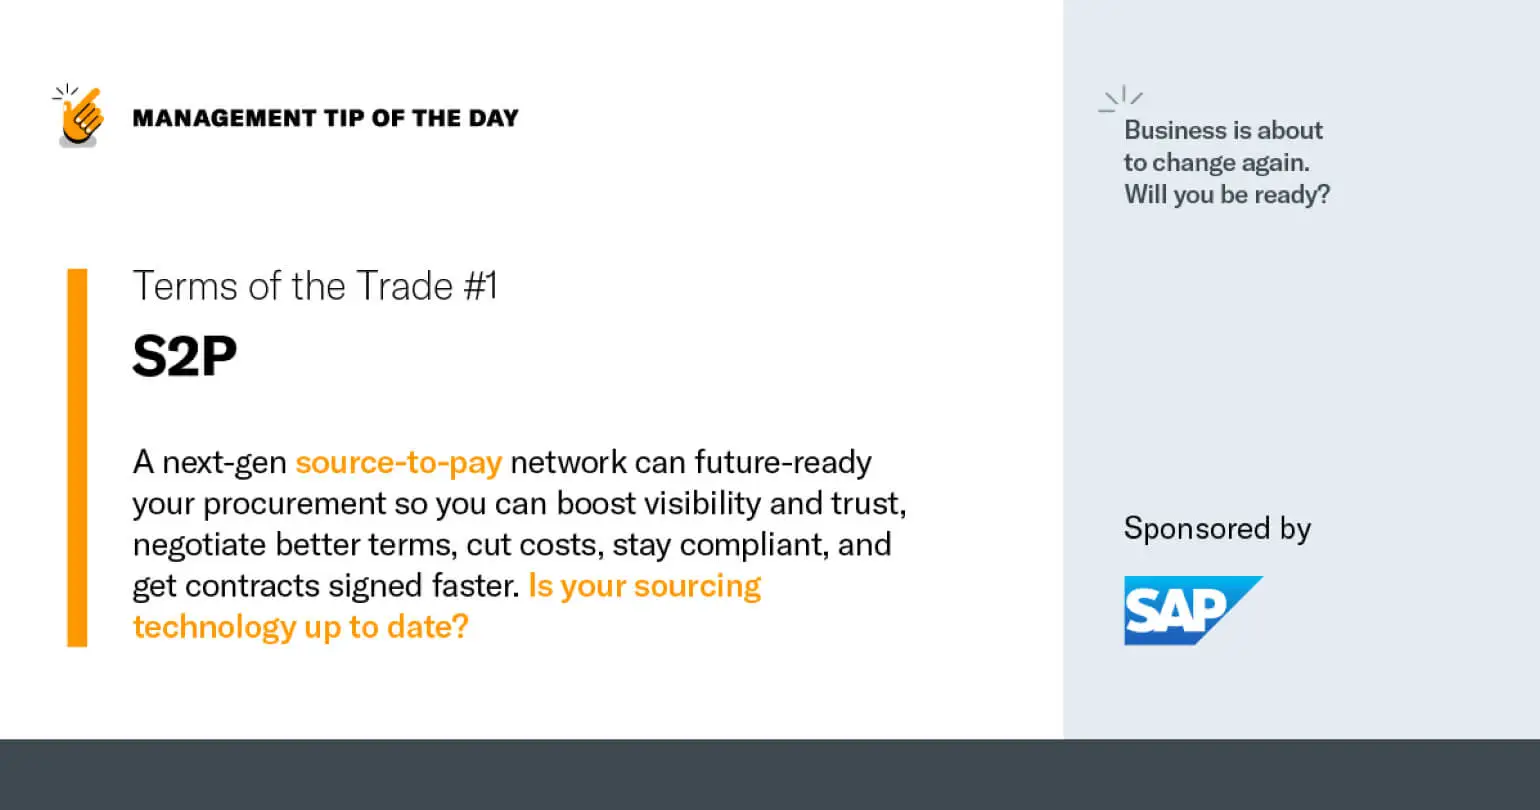 MANAGEMENT TIP OF THE DAY
Terms of the Trade #1
S2P
A next-gen source-to-pay network can future-ready
your procurement so you can boost visibility and trust,
negotiate better terms, cut costs, stay compliant, and
get contracts signed faster. Is your sourcing
technology up to date?
Business is about
to change again.
Will you be ready?
Sponsored by
SAP